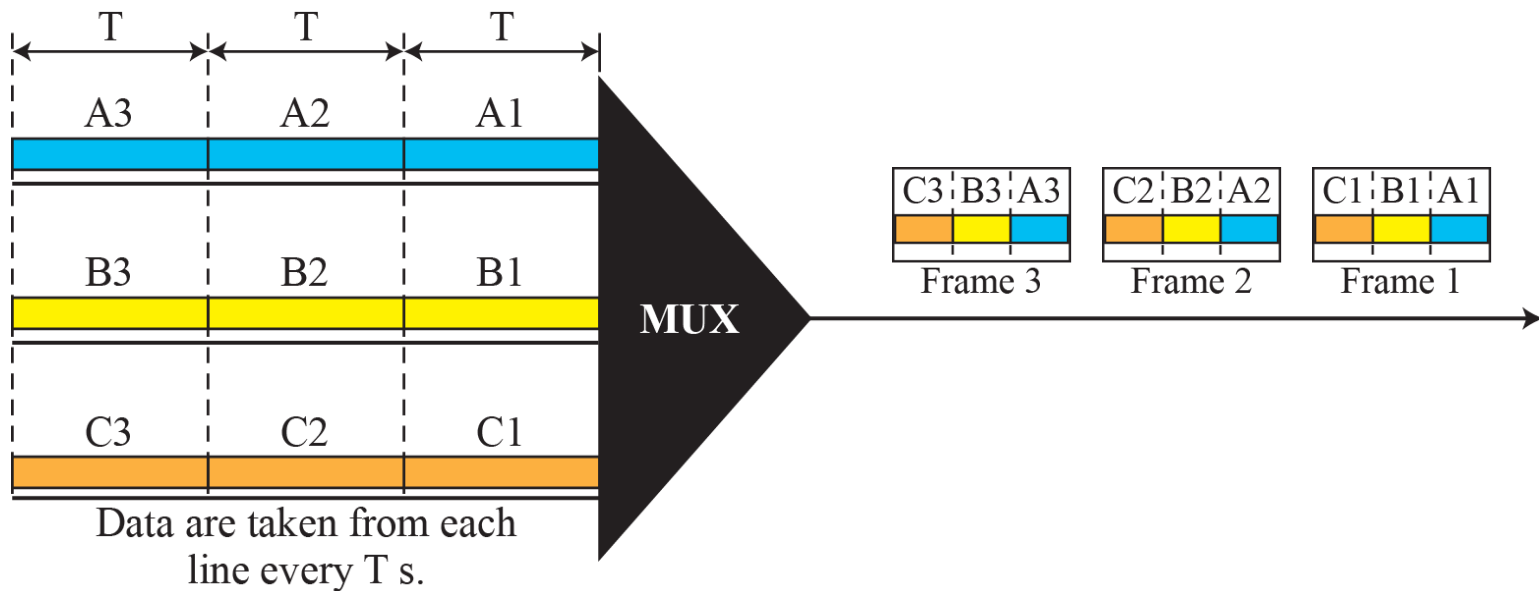 T T T
A3 A2 A1
C3 B3 A3 C2 B2 A2 C1 B1 A1
B3 B2 B1
Frame 3 Frame 2 Frame 1
MUX
C3 C2 C1
Data are taken from each
line every T s.